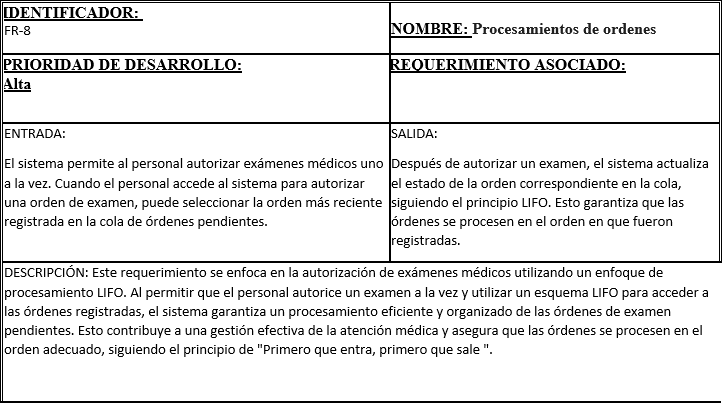 IDENTIFICADOR:
FR-8
NOMBRE: Procesamientos de ordenes
PRIORIDAD DE DESARROLLO:
Alta
REQUERIMIENTO ASOCIADO:
ENTRADA:
El sistema permite al personal autorizar exámenes médicos uno
a la vez. Cuando el personal accede al sistema para autorizar
una orden de examen, puede seleccionar la orden más reciente
registrada en la cola de órdenes pendientes.
SALIDA:
Después de autorizar un examen, el sistema actualiza
el estado de la orden correspondiente en la cola,
siguiendo el principio LIFO. Esto garantiza que las
órdenes se procesen en el orden en que fueron
registradas.
DESCRIPCIÓN: Este requerimiento se enfoca en la autorización de exámenes médicos utilizando un enfoque de
procesamiento LIFO. Al permitir que el personal autorice un examen a la vez y utilizar un esquema LIFO para acceder a
las órdenes registradas, el sistema garantiza un procesamiento eficiente y organizado de las órdenes de examen
pendientes. Esto contribuye a una gestión efectiva de la atención médica y asegura que las órdenes se procesen en el
orden adecuado, siguiendo el principio de "Primero que entra, primero que sale ".